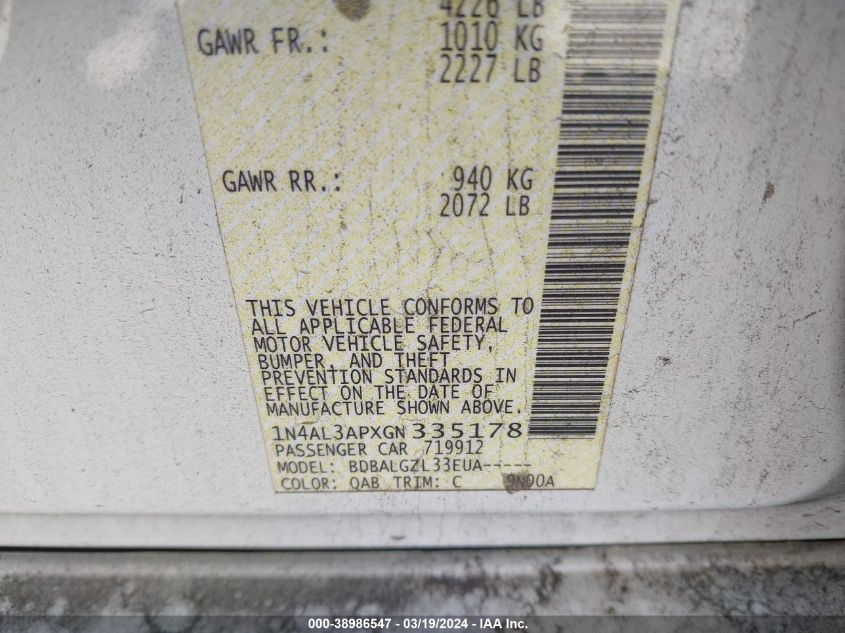 4226 LB
GAWR FR.: 1010 KG
2227 LB
GAWR RR.: 940 KG
2072 LB
THIS VEHICLE CONFORMS TO
ALL APPLICABLE FEDERAL
MOTOR VEHICLE SAFETY,
BUMPER, AND THEFT
PREVENTION STANDARDS IN
EFFECT ON THE DATE OF
MANUFACTURE SHOWN ABOVE.
1N4AL3APXGN335178
PASSENGER CAR 719912
MODEL: BDBALGZL33EUA-----
COLOR: QAB TRIM: C 9N00A
000-38986547 - 03/19/2024 - IAA Inc.